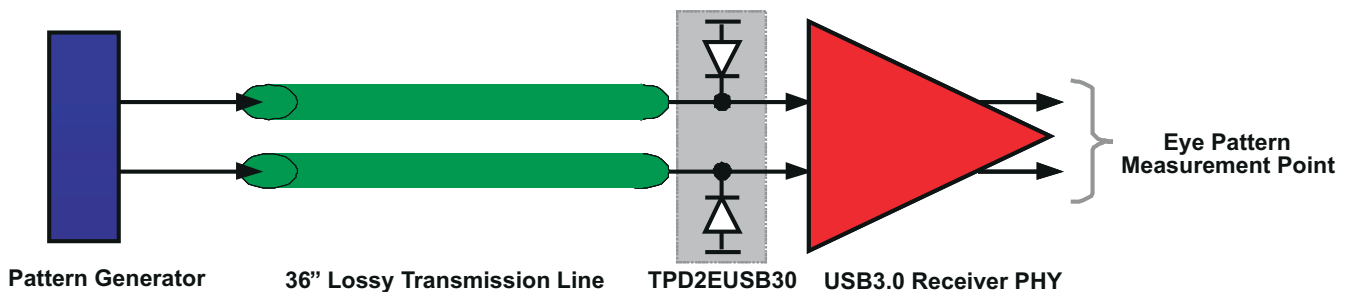 Eye Pattern
Measurement Point
Pattern Generator
36” Lossy Transmission Line
TPD2EUSB30
USB3.0 Receiver PHY